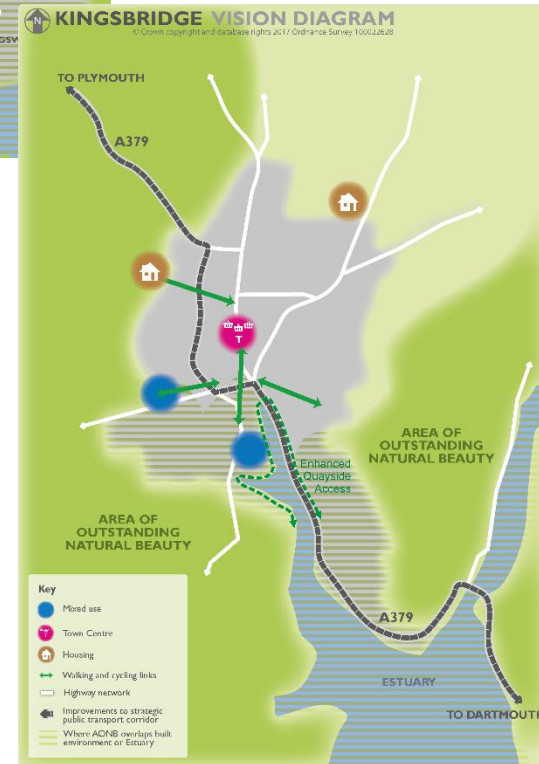 GSW
N
KINGSBRIDGE VISION DIAGRAM
© Crown copyright and database rights 2017 Ordnance Survey 100022628
TO PLYMOUTH
A379
T
Enhanced
Quayside
Access
AREA OF
OUTSTANDING
NATURAL BEAUTY
AREA OF
OUTSTANDING
NATURAL BEAUTY
A379
ESTUARY
TO DARTMOUTH
Key
Mixed use
Town Centre
Housing
Walking and cycling links
Highway network
Improvements to strategic
public transport corridor
Where AONB overlaps built
environment or Estuary